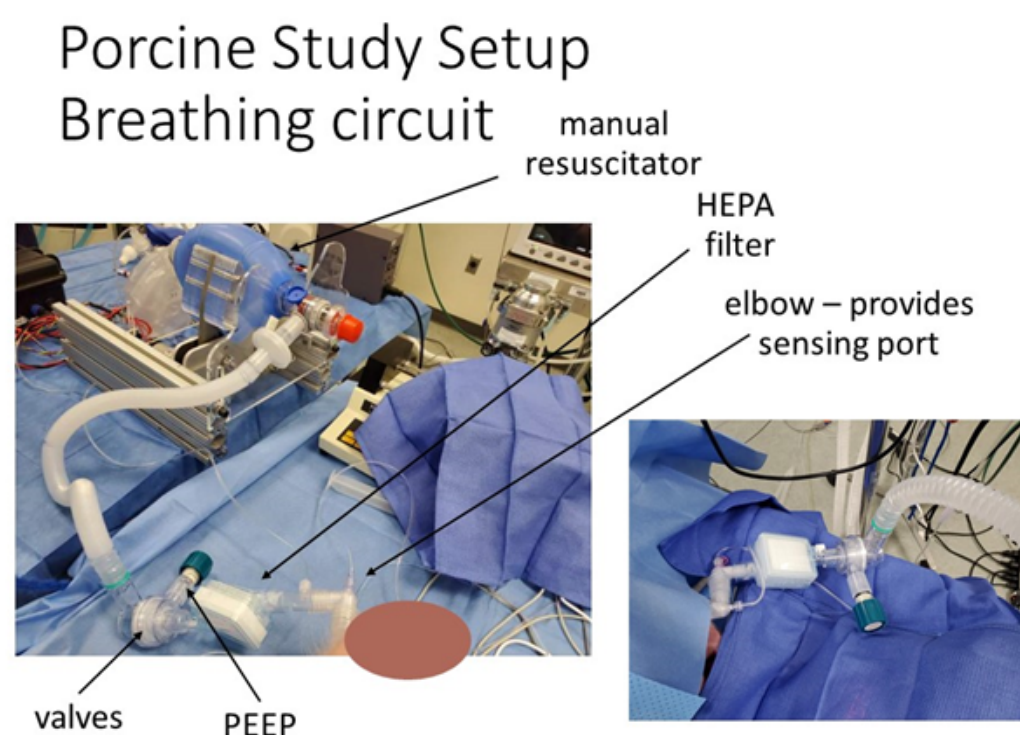 Porcine Study Setup
Breathing circuit
manual
resuscitator
HEPA
filter
elbow – provides
sensing port
valves
PEEP